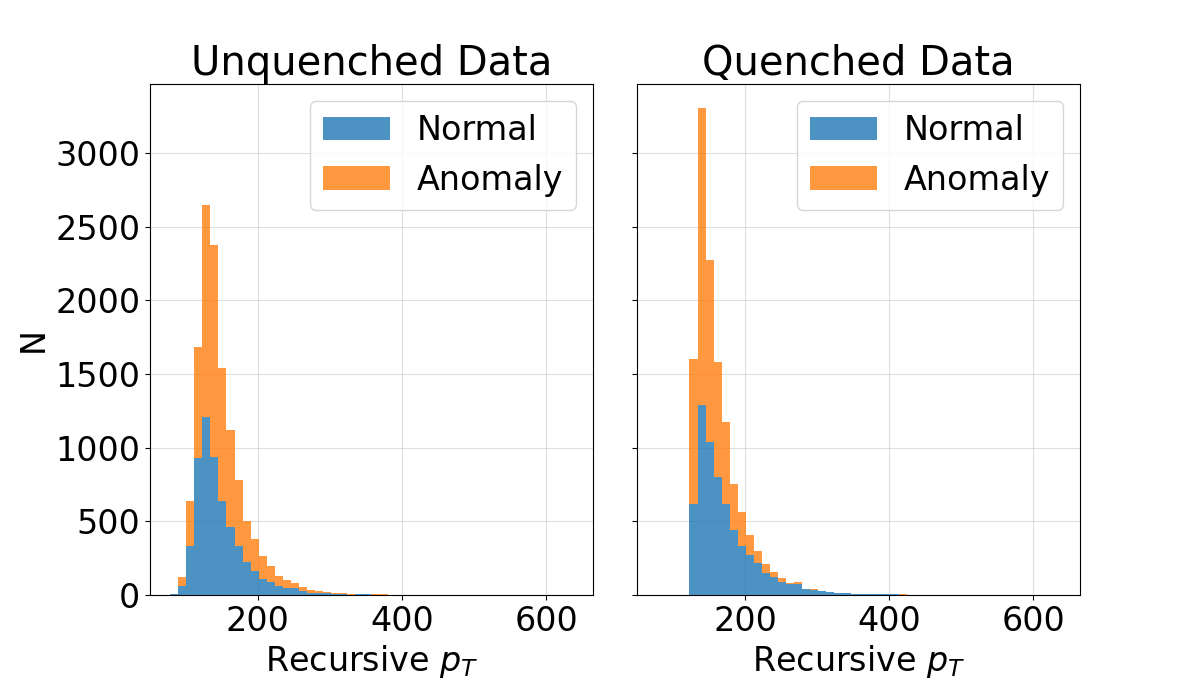 Unquenched Data
Normal
Anomaly
N
3000
2500
2000
1500
1000
500
0
200 400 600
Recursive p_T
Quenched Data
Normal
Anomaly
200 400 600
Recursive p_T